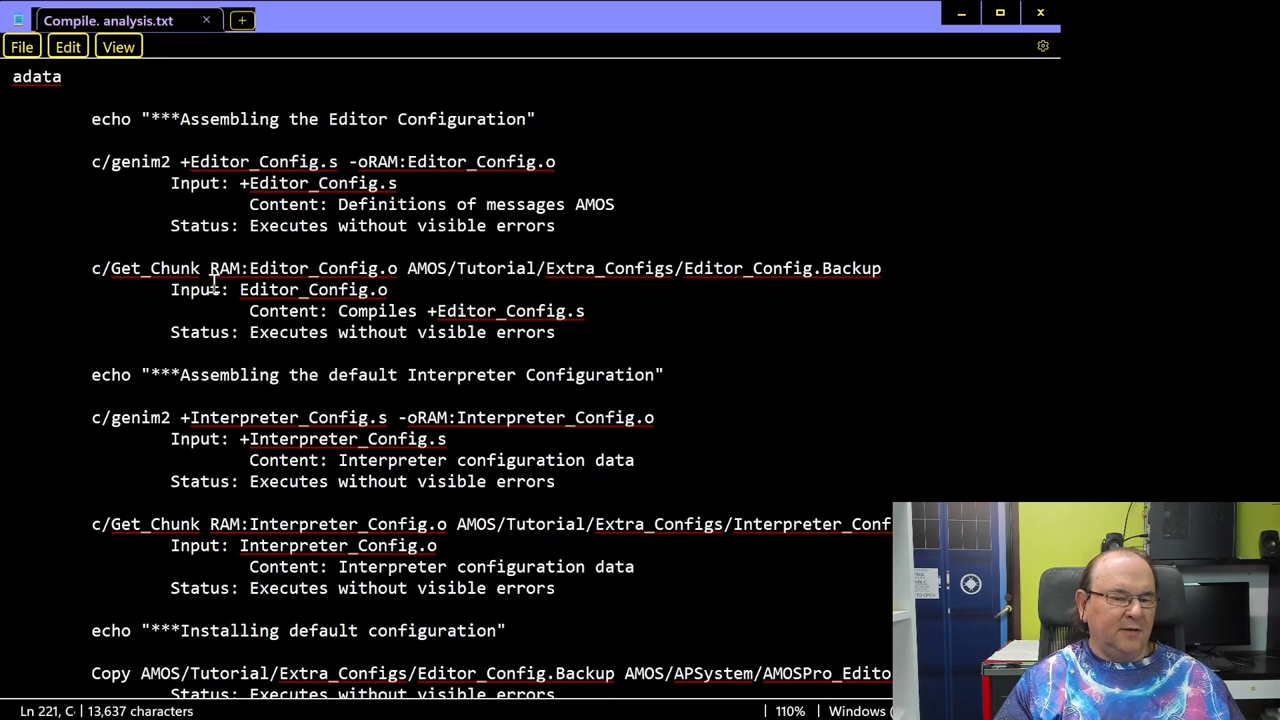 Compile. analysis.txt
File Edit View
adata
echo "***Assembling the Editor Configuration"
c/genim2 +Editor_Config.s -oRAM:Editor_Config.o
Input: +Editor_Config.s
Content: Definitions of messages AMOS
Status: Executes without visible errors
c/Get_Chunk RAM:Editor_Config.o AMOS/Tutorial/Extra_Configs/Editor_Config.Backup
Input: Editor_Config.o
Content: Compiles +Editor_Config.s
Status: Executes without visible errors
echo "***Assembling the default Interpreter Configuration"
c/genim2 +Interpreter_Config.s -oRAM:Interpreter_Config.o
Input: +Interpreter_Config.s
Content: Interpreter configuration data
Status: Executes without visible errors
c/Get_Chunk RAM:Interpreter_Config.o AMOS/Tutorial/Extra_Configs/Interpreter_Conf
Input: Interpreter_Config.o
Content: Interpreter configuration data
Status: Executes without visible errors
echo "***Installing default configuration"
Copy AMOS/Tutorial/Extra_Configs/Editor_Config.Backup AMOS/APSystem/AMOSPro_Edito
Status: Executes without visible errors
Ln 221, C 13,637 characters 110% Windows (